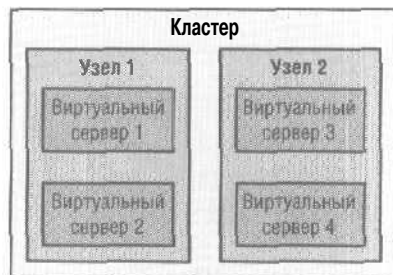 Кластер
Узел 1
Виртуальный
сервер 1
Виртуальный
сервер 2
Узел 2
Виртуальный
сервер 3
Виртуальный
сервер 4